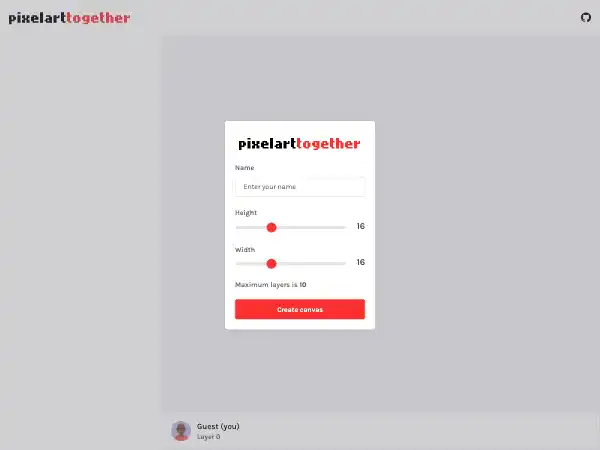 pixelarttogether
pixelarttogether
Name
Enter your name
Height
16
Width
16
Maximum layers is 10
Create canvas
Guest (you)
Layer 0